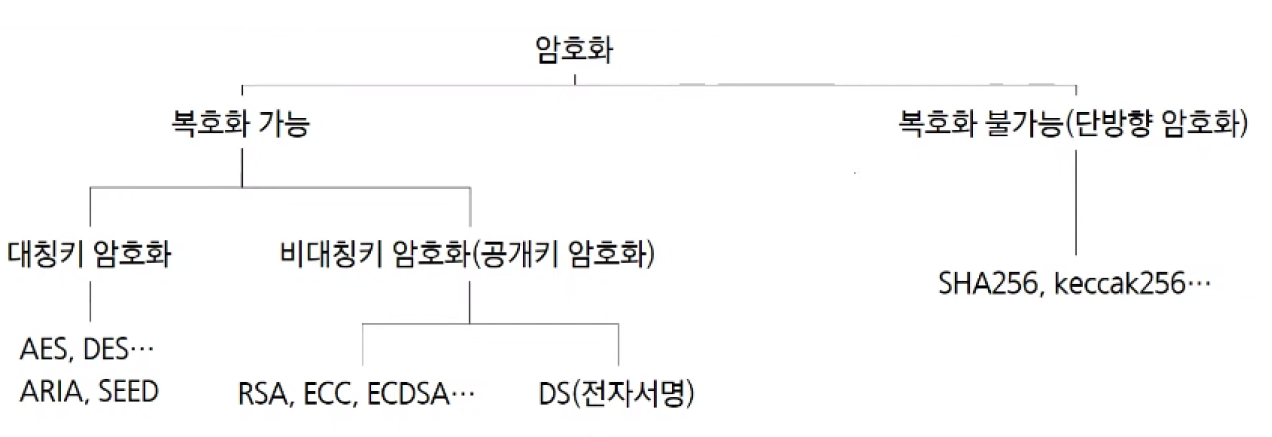 암호화
복호화 가능
복호화 불가능(단방향 암호화)
대칭키 암호화
비대칭키 암호화(공개키 암호화)
SHA256, keccak256…
AES, DES…
ARIA, SEED
RSA, ECC, ECDSA…
DS(전자서명)